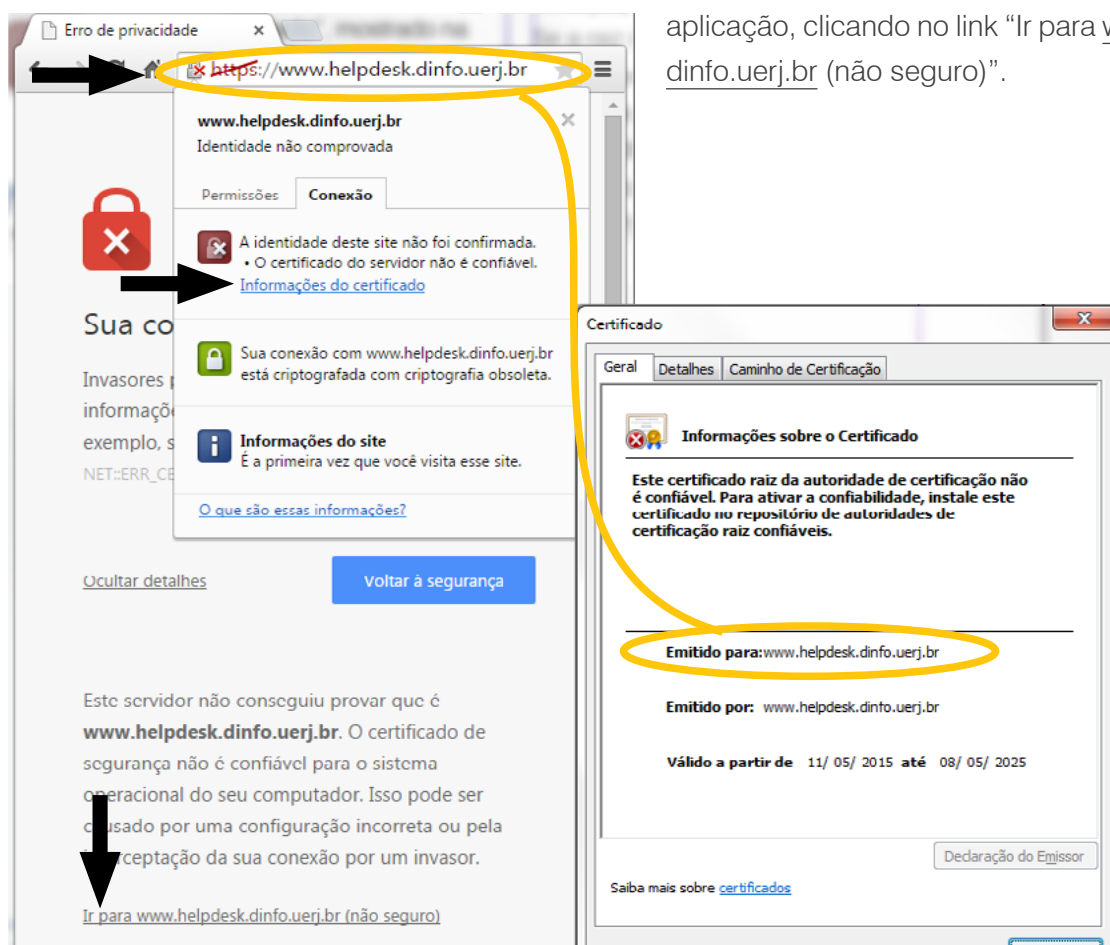 aplicação, clicando no link “Ir para
dinfo.uerj.br (não seguro)”.
Erro de privacidade
https://www.helpdesk.dinfo.uerj.br
www.helpdesk.dinfo.uerj.br
Identidade não comprovada
Permissões Conexão
A identidade deste site não foi confirmada.
• O certificado do servidor não é confiável.
Informações do certificado
Sua conexão com www.helpdesk.dinfo.uerj.br
está criptografada com criptografia obsoleta.
Informações do site
É a primeira vez que você visita esse site.
O que são essas informações?
Sua co
Invasores
informaçõ
exemplo, s
NET::ERR_CE
Ocultar detalhes
Voltar à segurança
Este servidor não conseguiu provar que é
www.helpdesk.dinfo.uerj.br. O certificado de
segurança não é confiável para o sistema
operacional do seu computador. Isso pode ser
causado por uma configuração incorreta ou pela
interceptação da sua conexão por um invasor.
Ir para www.helpdesk.dinfo.uerj.br (não seguro)
Certificado
Geral Detalhes Caminho de Certificação
Informações sobre o Certificado
Este certificado raiz da autoridade de certificação não
é confiável. Para ativar a confiabilidade, instale este
certificado no repositório de autoridades de
certificação raiz confiáveis.
Emitido para: www.helpdesk.dinfo.uerj.br
Emitido por: www.helpdesk.dinfo.uerj.br
Válido a partir de 11/ 05/ 2015 até 08/ 05/ 2025
Declaração do Emissor
Saiba mais sobre certificados